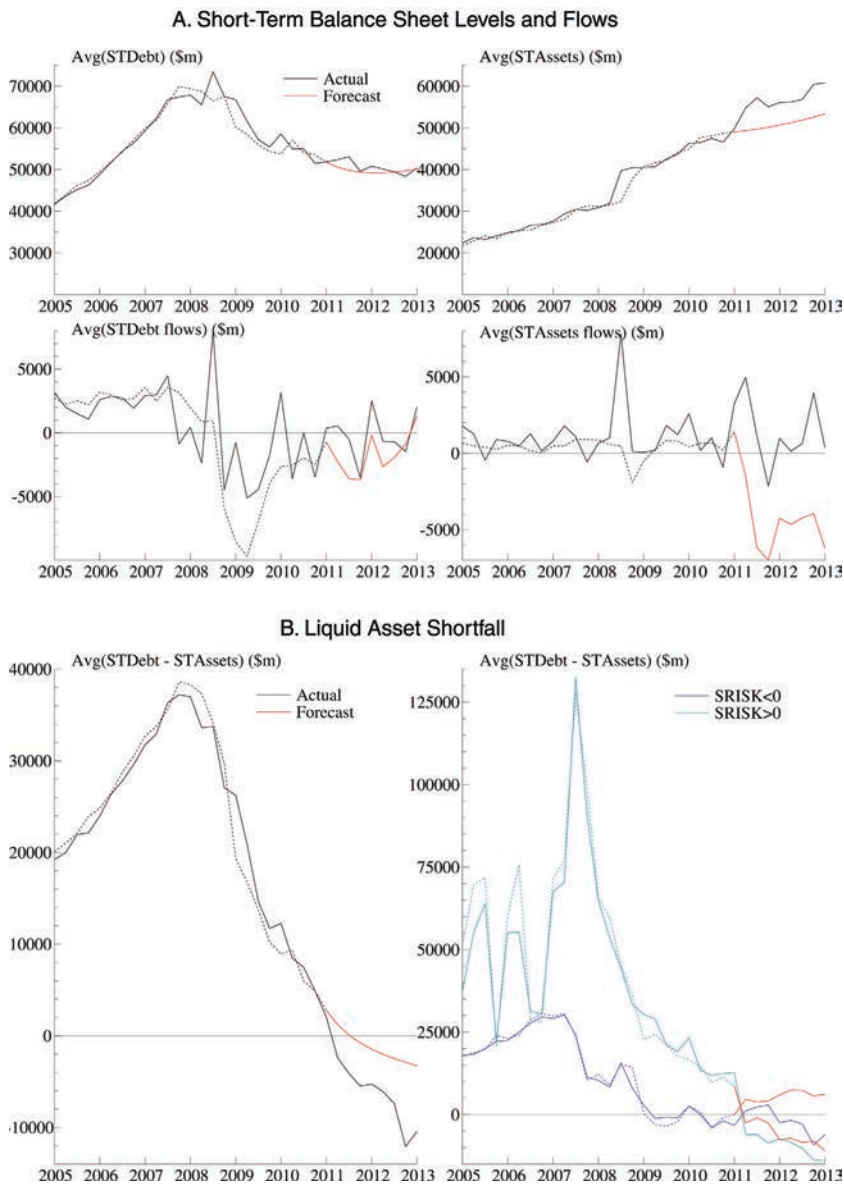 A. Short-Term Balance Sheet Levels and Flows
Avg(STDebt) ($m)
Actual
Forecast
70000
60000
50000
40000
30000
2005 2006 2007 2008 2009 2010 2011 2012 2013
Avg(STAssets) ($m)
60000
50000
40000
30000
20000
2005 2006 2007 2008 2009 2010 2011 2012 2013
Avg(STDebt flows) ($m)
5000
0
-5000
2005 2006 2007 2008 2009 2010 2011 2012 2013
Avg(STAssets flows) ($m)
5000
0
-5000
2005 2006 2007 2008 2009 2010 2011 2012 2013
B. Liquid Asset Shortfall
Avg(STDebt - STAssets) ($m)
Actual
Forecast
40000
30000
20000
10000
0
-10000
2005 2006 2007 2008 2009 2010 2011 2012 2013
Avg(STDebt - STAssets) ($m)
SRISK<0
SRISK>0
125000
100000
75000
50000
25000
0
2005 2006 2007 2008 2009 2010 2011 2012 2013